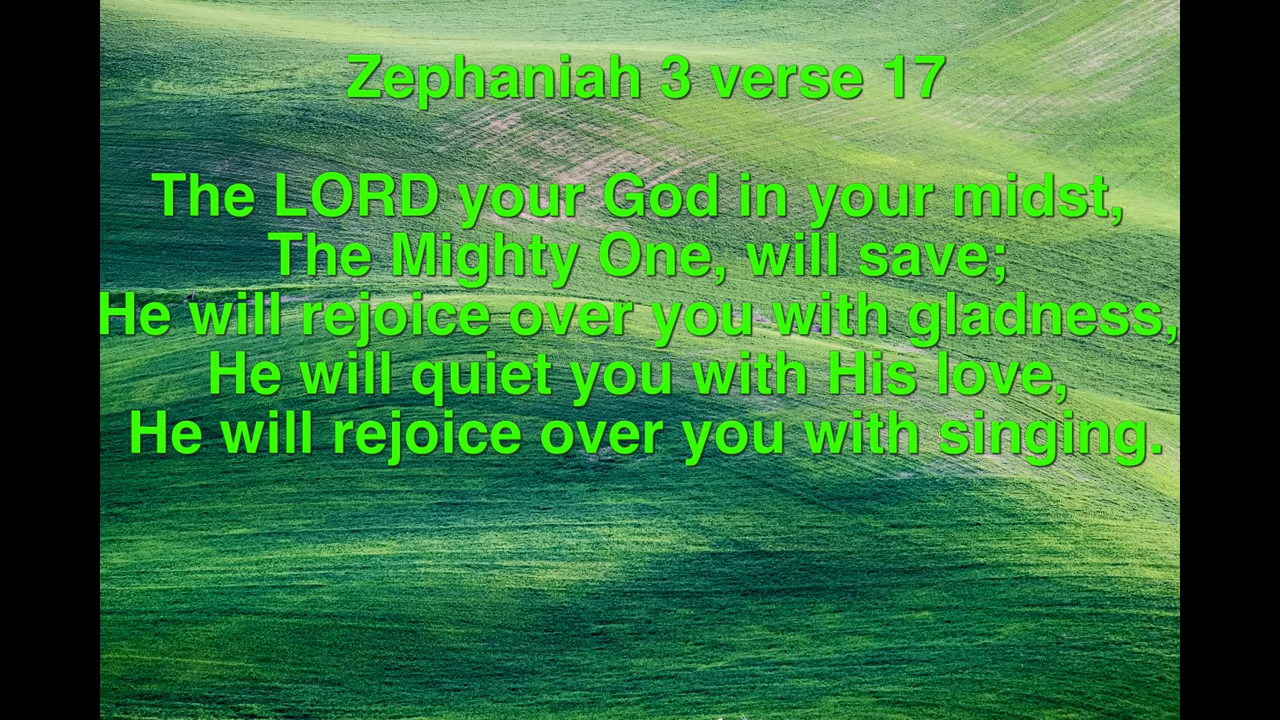 Zephaniah 3 verse 17
The LORD your God in your midst,
The Mighty One, will save;
He will rejoice over you with gladness,
He will quiet you with His love,
He will rejoice over you with singing.